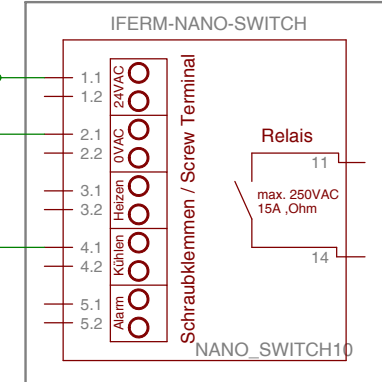 IFERM-NANO-SWITCH
1.1
1.2
24VAC
2.1
2.2
0VAC
3.1
3.2
Heizen
4.1
4.2
Kühlen
5.1
5.2
Alarm
Schraubklemmen / Screw Terminal
Relais
11
max. 250VAC
15A ,Ohm
14
NANO_SWITCH10